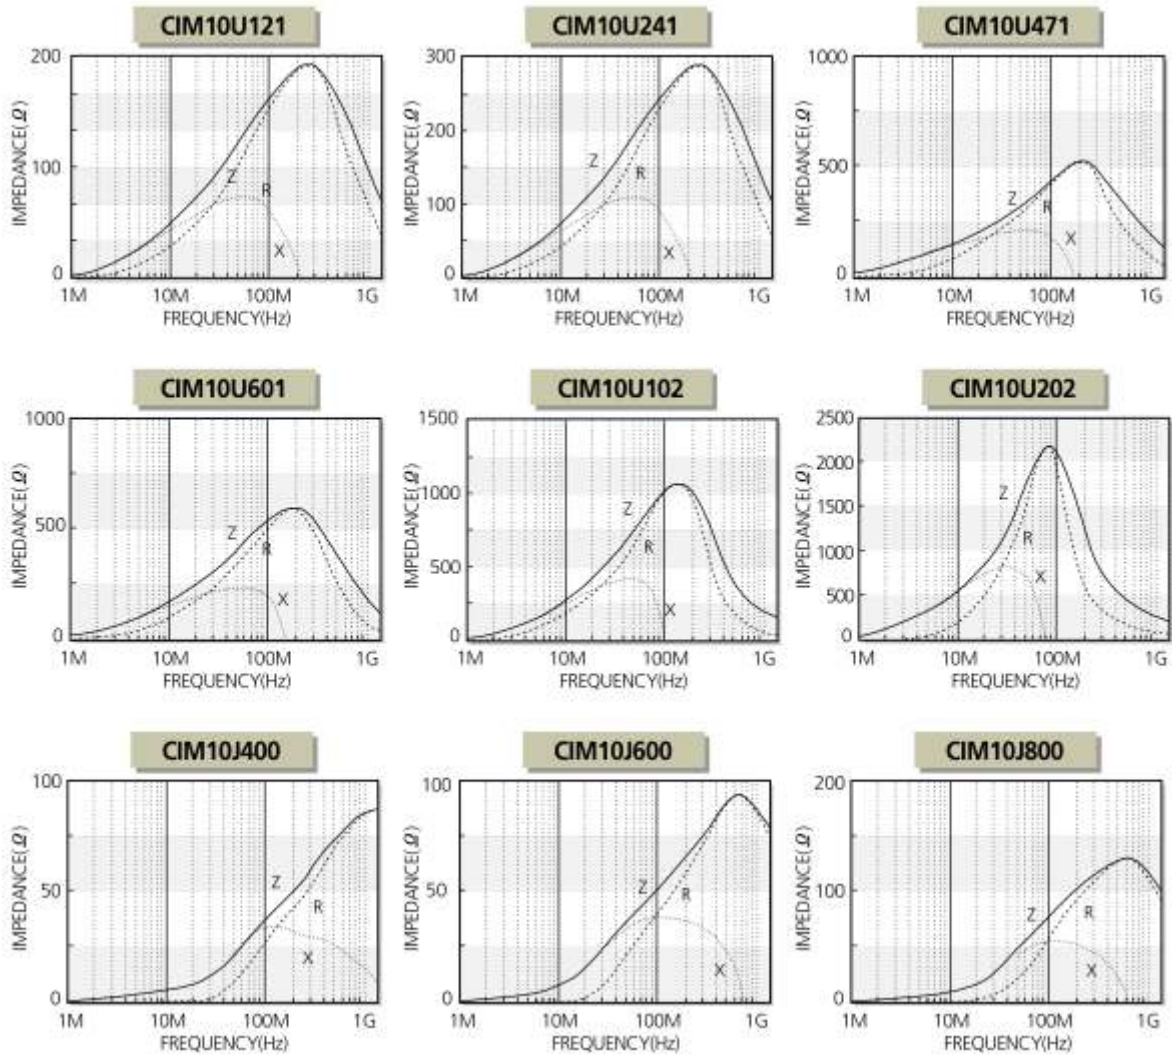 CIM10U121
200
100
0
IMPEDANCE(Ω)
Z
R
X
1M 10M 100M 1G
FREQUENCY(Hz)
CIM10U241
300
200
100
0
IMPEDANCE(Ω)
Z
R
X
1M 10M 100M 1G
FREQUENCY(Hz)
CIM10U471
1000
500
0
IMPEDANCE(Ω)
Z
R
X
1M 10M 100M 1G
FREQUENCY(Hz)
CIM10U601
1000
500
0
IMPEDANCE(Ω)
Z
R
X
1M 10M 100M 1G
FREQUENCY(Hz)
CIM10U102
1500
1000
500
0
IMPEDANCE(Ω)
Z
R
X
1M 10M 100M 1G
FREQUENCY(Hz)
CIM10U202
2500
2000
1500
1000
500
0
IMPEDANCE(Ω)
Z
R
X
1M 10M 100M 1G
FREQUENCY(Hz)
CIM10J400
100
50
0
IMPEDANCE(Ω)
Z
R
X
1M 10M 100M 1G
FREQUENCY(Hz)
CIM10J600
100
50
0
IMPEDANCE(Ω)
Z
R
X
1M 10M 100M 1G
FREQUENCY(Hz)
CIM10J800
200
100
0
IMPEDANCE(Ω)
Z
R
X
1M 10M 100M 1G
FREQUENCY(Hz)